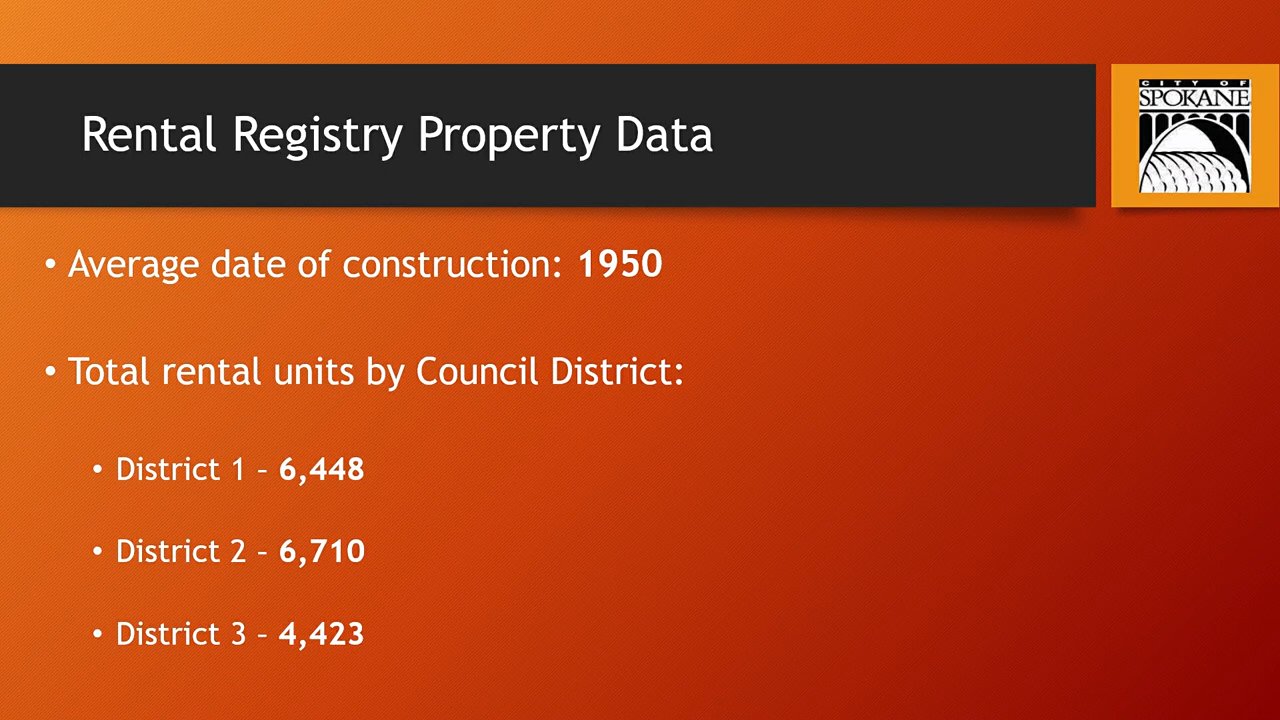 CITY OF
SPOKANE
Rental Registry Property Data
• Average date of construction: 1950
• Total rental units by Council District:
• District 1 – 6,448
• District 2 – 6,710
• District 3 – 4,423